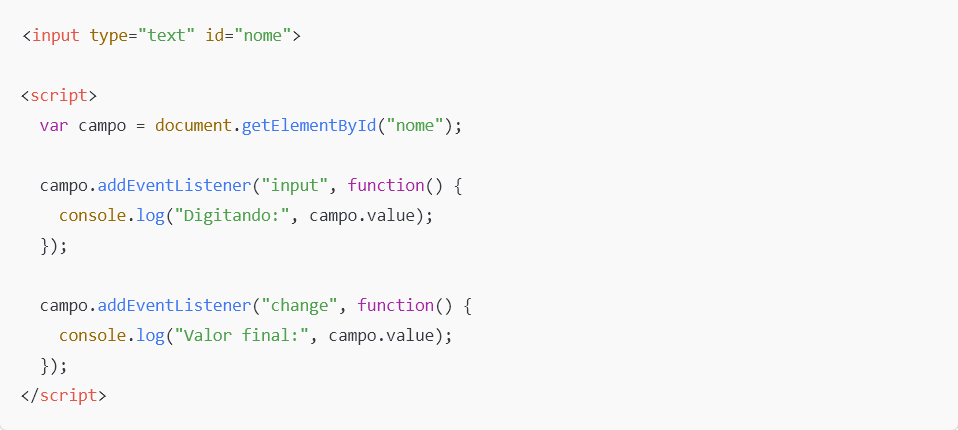 <input type="text" id="nome">
<script>
  var campo = document.getElementById("nome");
  campo.addEventListener("input", function() {
    console.log("Digitando:", campo.value);
  });
  campo.addEventListener("change", function() {
    console.log("Valor final:", campo.value);
  });
</script>